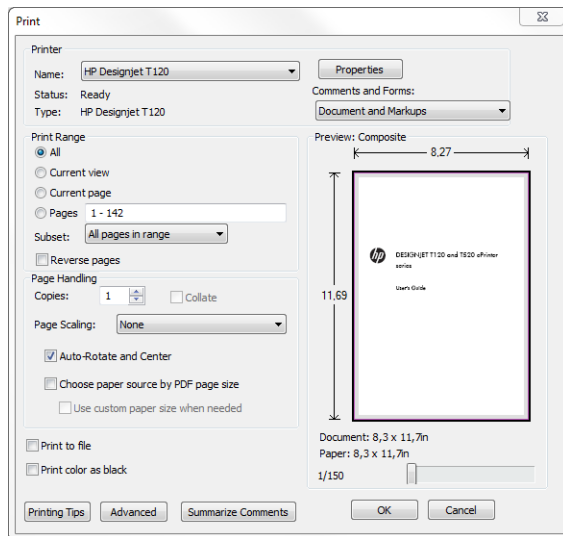 Print
Printer
Name: HP Designjet T120 Properties
Status: Ready Comments and Forms:
Type: HP Designjet T120 Document and Markups
Print Range Preview: Composite
All 8,27
Current view
Current page
Pages 1 - 142
Subset: All pages in range
Reverse pages
hp DESIGNJET T120 and T520 ePrinter
series
User's Guide
Page Handling
Copies: 1 Collate 11,69
Page Scaling: None
Auto-Rotate and Center
Choose paper source by PDF page size
Use custom paper size when needed
Document: 8,3 x 11,7in
Print to file
Paper: 8,3 x 11,7in
Print color as black 1/150
Printing Tips Advanced Summarize Comments OK Cancel